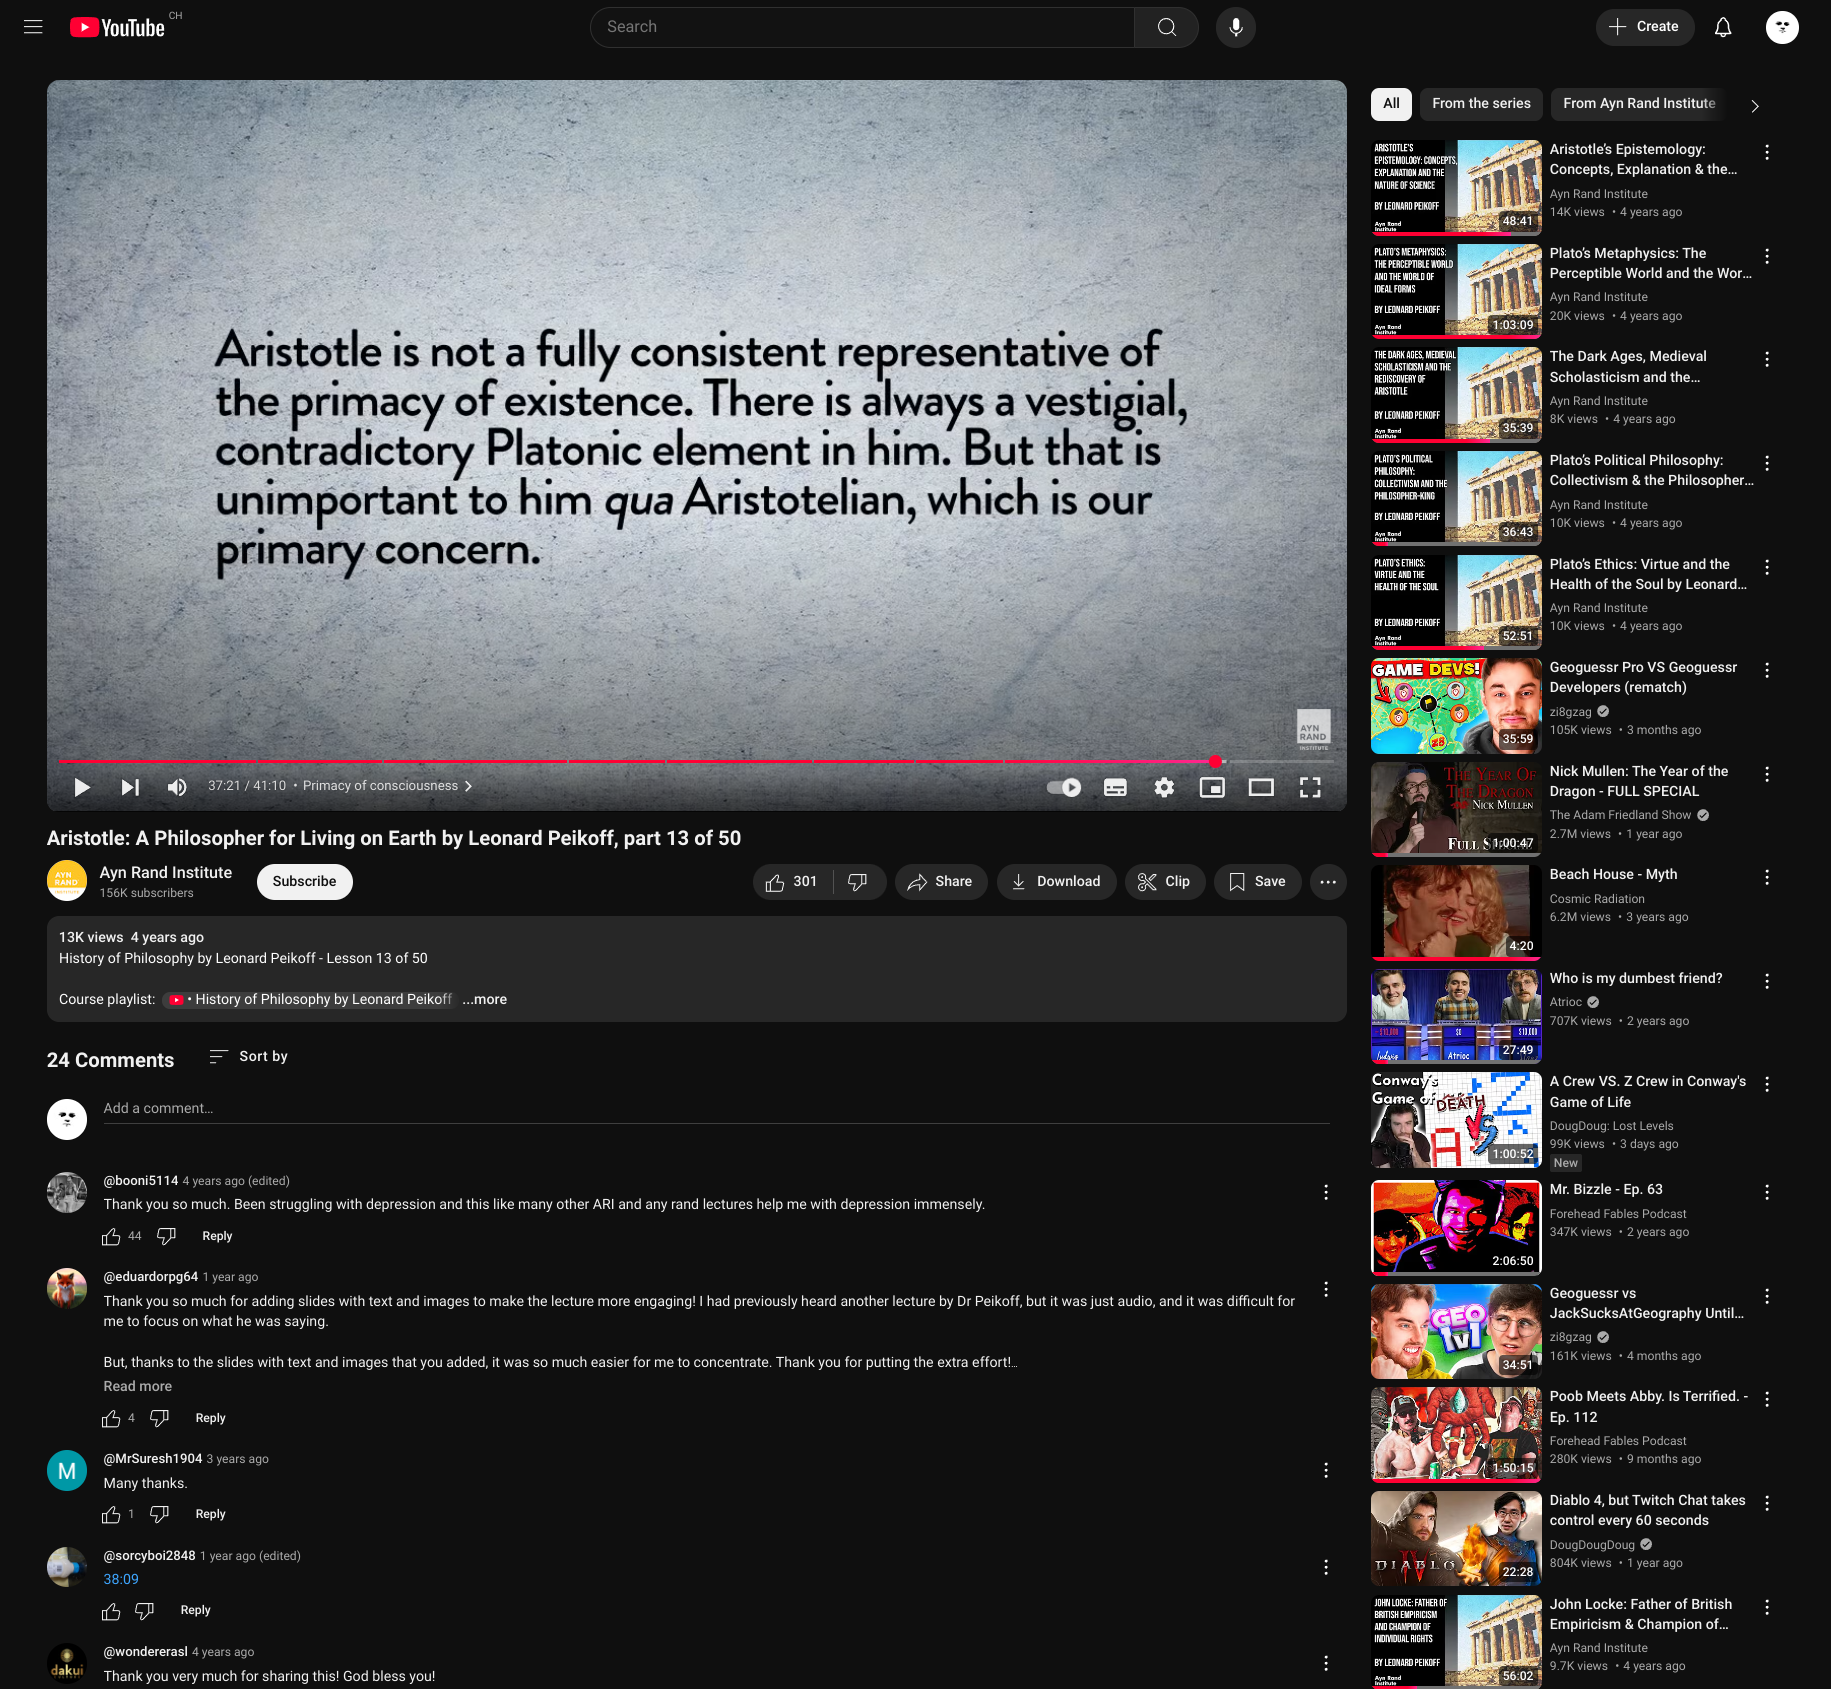 YouTube CH
Search
Create
Aristotle is not a fully consistent representative of
the primacy of existence. There is always a vestigial,
contradictory Platonic element in him. But that is
unimportant to him qua Aristotelian, which is our
primary concern.
AYN
RAND
INSTITUTE
37:21 / 41:10 • Primacy of consciousness
Aristotle: A Philosopher for Living on Earth by Leonard Peikoff, part 13 of 50
AYN
RAND
INSTITUTE
Ayn Rand Institute
156K subscribers
Subscribe
301
Share
Download
Clip
Save
13K views 4 years ago
History of Philosophy by Leonard Peikoff - Lesson 13 of 50
Course playlist: • History of Philosophy by Leonard Peikoff ...more
24 Comments
Sort by
Add a comment...
@booni5114 4 years ago (edited)
Thank you so much. Been struggling with depression and this like many other ARI and any rand lectures help me with depression immensely.
44
Reply
@eduardorpg64 1 year ago
Thank you so much for adding slides with text and images to make the lecture more engaging! I had previously heard another lecture by Dr Peikoff, but it was just audio, and it was difficult for
me to focus on what he was saying.
But, thanks to the slides with text and images that you added, it was so much easier for me to concentrate. Thank you for putting the extra effort!...
Read more
4
Reply
M
@MrSuresh1904 3 years ago
Many thanks.
1
Reply
@sorcyboi2848 1 year ago (edited)
38:09
Reply
dakui
@wondererasl 4 years ago
Thank you very much for sharing this! God bless you!
All
From the series
From Ayn Rand Institute
ARISTOTLE'S
EPISTEMOLOGY: CONCEPTS,
EXPLANATION AND THE
NATURE OF SCIENCE
BY LEONARD PEIKOFF
Ayn Rand
Institute
48:41
Aristotle's Epistemology:
Concepts, Explanation & the...
Ayn Rand Institute
14K views • 4 years ago
PLATO'S METAPHYSICS:
THE PERCEPTIBLE WORLD
AND THE WORLD OF
IDEAL FORMS
BY LEONARD PEIKOFF
Ayn Rand
Institute
1:03:09
Plato's Metaphysics: The
Perceptible World and the Wor...
Ayn Rand Institute
20K views • 4 years ago
THE DARK AGES, MEDIEVAL
SCHOLASTICISM AND THE
REDISCOVERY OF
ARISTOTLE
BY LEONARD PEIKOFF
Ayn Rand
Institute
35:39
The Dark Ages, Medieval
Scholasticism and the...
Ayn Rand Institute
8K views • 4 years ago
PLATO'S POLITICAL
PHILOSOPHY:
COLLECTIVISM AND THE
PHILOSOPHER-KING
BY LEONARD PEIKOFF
Ayn Rand
Institute
36:43
Plato's Political Philosophy:
Collectivism & the Philosopher...
Ayn Rand Institute
10K views • 4 years ago
PLATO'S ETHICS:
VIRTUE AND THE
HEALTH OF THE SOUL
BY LEONARD PEIKOFF
Ayn Rand
Institute
52:51
Plato's Ethics: Virtue and the
Health of the Soul by Leonard...
Ayn Rand Institute
10K views • 4 years ago
GAME DEVS!
35:59
Geoguessr Pro VS Geoguessr
Developers (rematch)
zi8gzag
105K views • 3 months ago
THE YEAR OF
THE DRAGON
NICK MULLEN
FULL
1:00:47
Nick Mullen: The Year of the
Dragon - FULL SPECIAL
The Adam Friedland Show
2.7M views • 1 year ago
4:20
Beach House - Myth
Cosmic Radiation
6.2M views • 3 years ago
$0
$10,000
Ludwig
Atrioc
27:49
Who is my dumbest friend?
Atrioc
707K views • 2 years ago
Conway's
Game of
DEATH
A VS Z
1:00:52
A Crew VS. Z Crew in Conway's
Game of Life
DougDoug: Lost Levels
99K views • 3 days ago
New
2:06:50
Mr. Bizzle - Ep. 63
Forehead Fables Podcast
347K views • 2 years ago
GEO
1v1
34:51
Geoguessr vs
JackSucksAtGeography Until...
zi8gzag
161K views • 4 months ago
1:50:15
Poob Meets Abby. Is Terrified. -
Ep. 112
Forehead Fables Podcast
280K views • 9 months ago
DIABLO
IV
22:28
Diablo 4, but Twitch Chat takes
control every 60 seconds
DougDougDoug
804K views • 1 year ago
JOHN LOCKE: FATHER OF
BRITISH EMPIRICISM
AND CHAMPION OF
INDIVIDUAL RIGHTS
BY LEONARD PEIKOFF
Ayn Rand
Institute
56:02
John Locke: Father of British
Empiricism & Champion of...
Ayn Rand Institute
9.7K views • 4 years ago